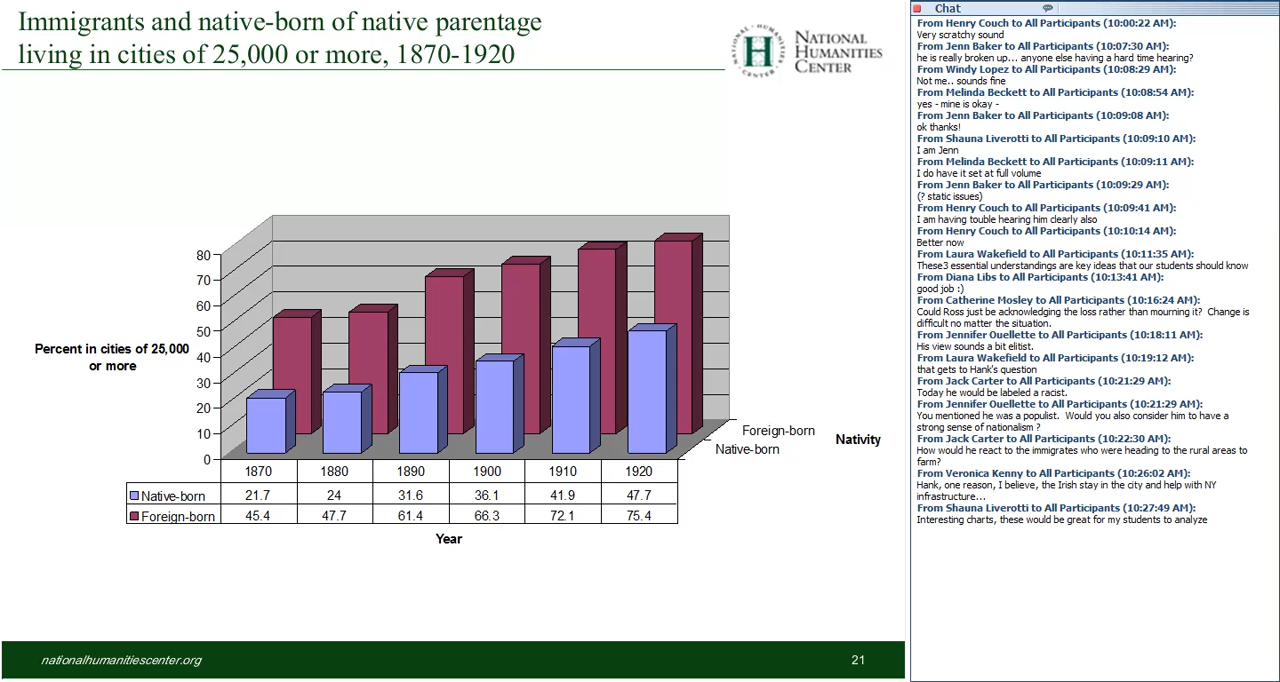 Immigrants and native-born of native parentage
living in cities of 25,000 or more, 1870-1920
NATIONAL HUMANITIES CENTER
H
NATIONAL
HUMANITIES
CENTER
80
70
60
50
40
30
20
10
0
Percent in cities of 25,000
or more
Foreign-born
Native-born
Nativity
1870 1880 1890 1900 1910 1920
Native-born 21.7 24 31.6 36.1 41.9 47.7
Foreign-born 45.4 47.7 61.4 66.3 72.1 75.4
Year
nationalhumanitiescenter.org
21
Chat
From Henry Couch to All Participants (10:00:22 AM):
Very scratchy sound
From Jenn Baker to All Participants (10:07:30 AM):
he is really broken up... anyone else having a hard time hearing?
From Windy Lopez to All Participants (10:08:29 AM):
Not me.. sounds fine
From Melinda Beckett to All Participants (10:08:54 AM):
yes - mine is okay -
From Jenn Baker to All Participants (10:09:08 AM):
ok thanks!
From Shauna Liverotti to All Participants (10:09:10 AM):
I am Jenn
From Melinda Beckett to All Participants (10:09:11 AM):
I do have it set at full volume
From Jenn Baker to All Participants (10:09:29 AM):
(? static issues)
From Henry Couch to All Participants (10:09:41 AM):
I am having touble hearing him clearly also
From Henry Couch to All Participants (10:10:14 AM):
Better now
From Laura Wakefield to All Participants (10:11:35 AM):
These3 essential understandings are key ideas that our students should know
From Diana Libs to All Participants (10:13:41 AM):
good job :)
From Catherine Mosley to All Participants (10:16:24 AM):
Could Ross just be acknowledging the loss rather than mourning it? Change is
difficult no matter the situation.
From Jennifer Ouellette to All Participants (10:18:11 AM):
His view sounds a bit elitist.
From Laura Wakefield to All Participants (10:19:12 AM):
that gets to Hank's question
From Jack Carter to All Participants (10:21:29 AM):
Today he would be labeled a racist.
From Jennifer Ouellette to All Participants (10:21:29 AM):
You mentioned he was a populist. Would you also consider him to have a
strong sense of nationalism ?
From Jack Carter to All Participants (10:22:30 AM):
How would he react to the immigrates who were heading to the rural areas to
farm?
From Veronica Kenny to All Participants (10:26:02 AM):
Hank, one reason, I believe, the Irish stay in the city and help with NY
infrastructure...
From Shauna Liverotti to All Participants (10:27:49 AM):
Interesting charts, these would be great for my students to analyze